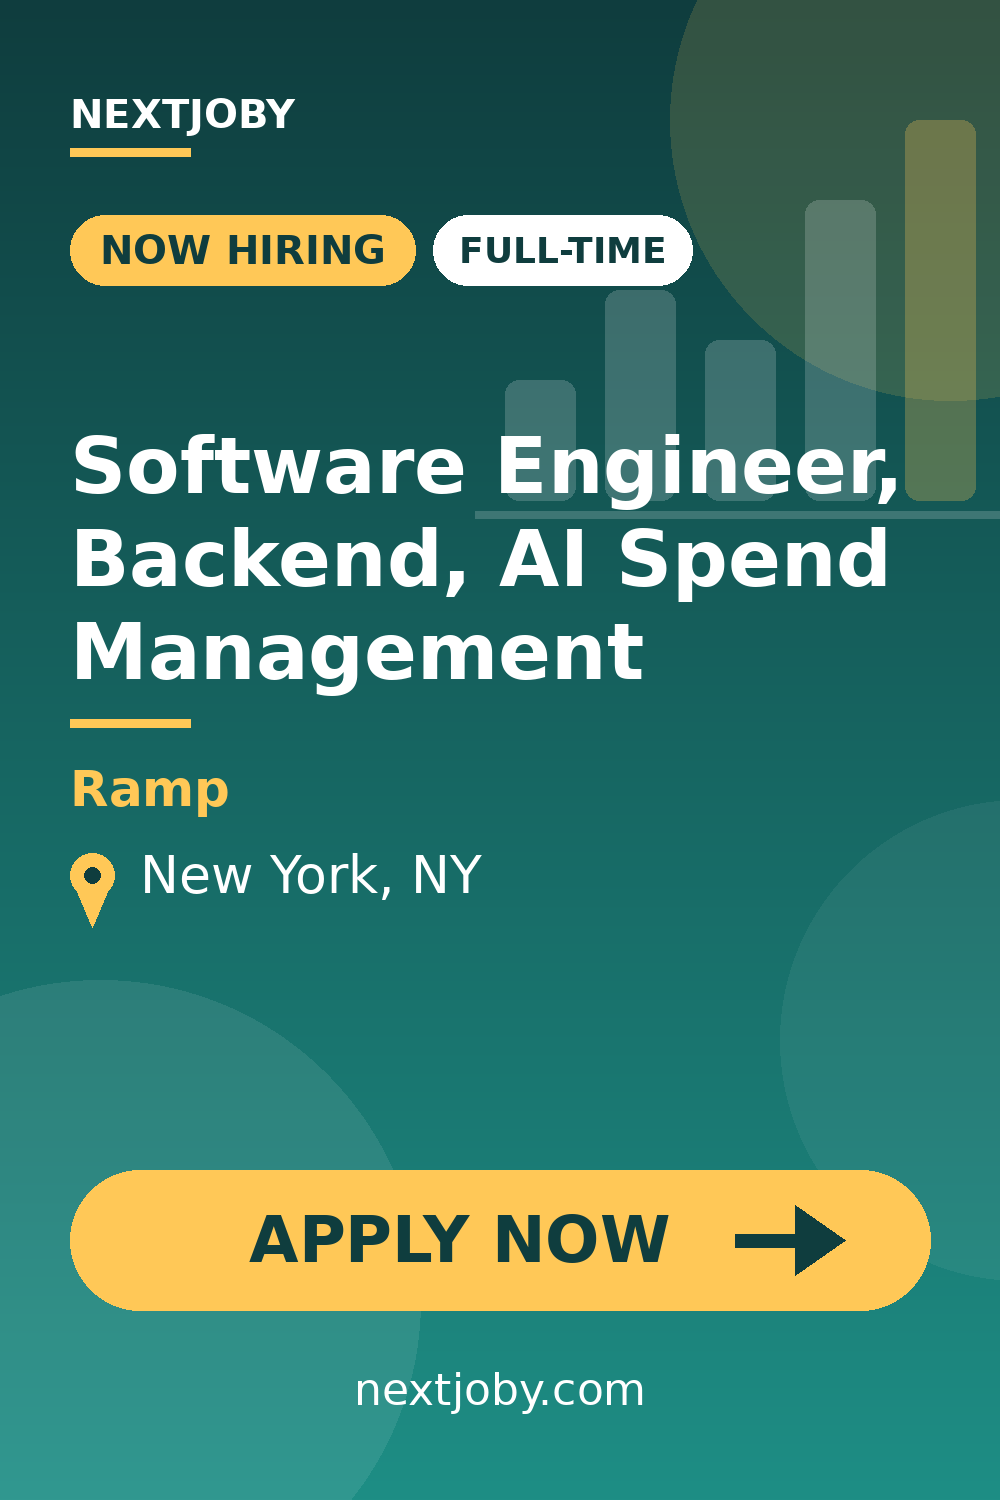 NEXTJOBY
NOW HIRING
FULL-TIME
Software Engineer,
Backend, AI Spend
Management
Ramp
New York, NY
APPLY NOW
nextjoby.com